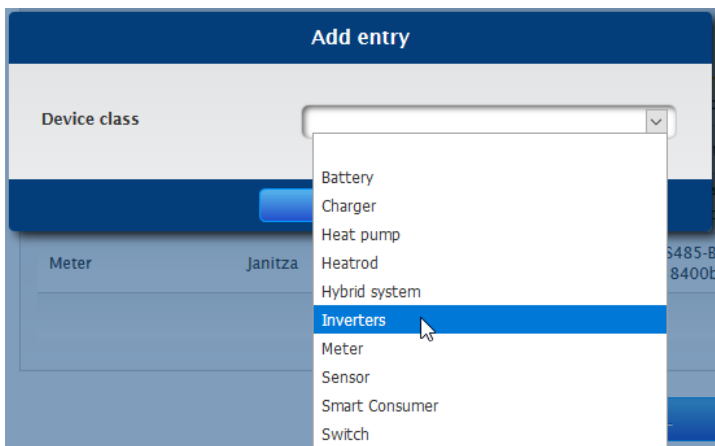 Add entry
Device class
Battery
Charger
Heat pump
Heatrod
Hybrid system
Inverters
Meter
Sensor
Smart Consumer
Switch
Meter Janitza
8400b